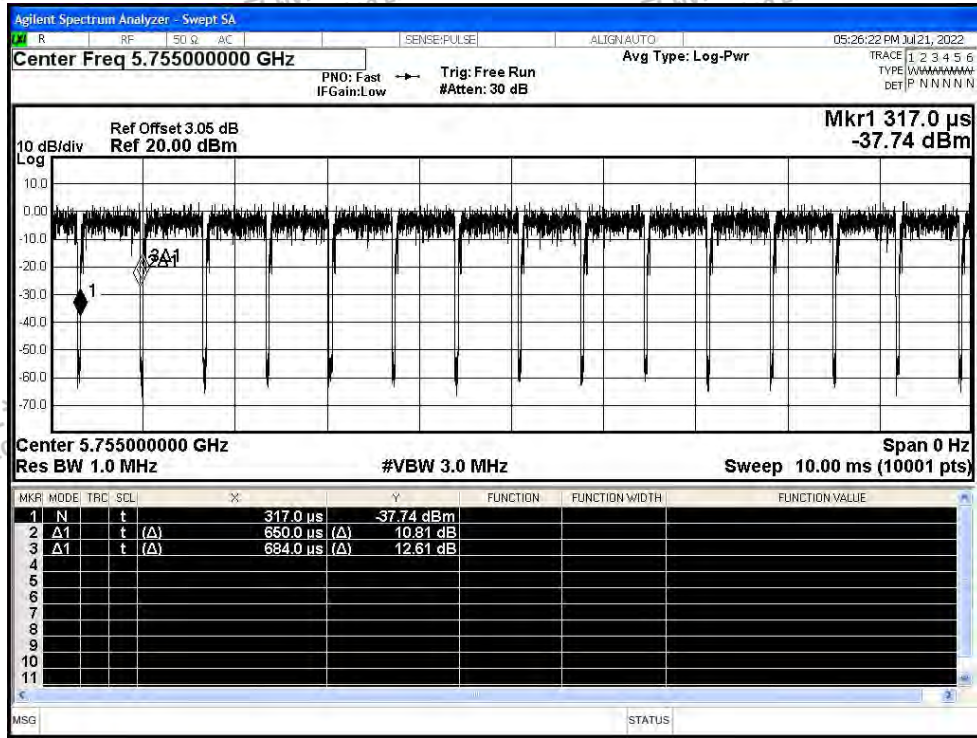 Agilent Spectrum Analyzer - Swept SA
LXI R RF 50 Ω AC SENSE:PULSE ALIGN AUTO 05:26:22 PM Jul 21, 2022
Center Freq 5.755000000 GHz
PNO: Fast
IFGain:Low
Trig: Free Run
#Atten: 30 dB
Avg Type: Log-Pwr
TRACE 1 2 3 4 5 6
TYPE
DET P N N N N N
Mkr1 317.0 µs
-37.74 dBm
Ref Offset 3.05 dB
10 dB/div Ref 20.00 dBm
Log
10.0
0.00
-10.0
-20.0
-30.0
-40.0
-50.0
-60.0
-70.0
3Δ1
2Δ1
1
Center 5.755000000 GHz Span 0 Hz
Res BW 1.0 MHz #VBW 3.0 MHz Sweep 10.00 ms (10001 pts)
MKR MODE TRC SCL X Y FUNCTION FUNCTION WIDTH FUNCTION VALUE
1 N t 317.0 µs -37.74 dBm
2 Δ1 t (Δ) 650.0 µs (Δ) 10.81 dB
3 Δ1 t (Δ) 684.0 µs (Δ) 12.61 dB
4
5
6
7
8
9
10
11
MSG STATUS